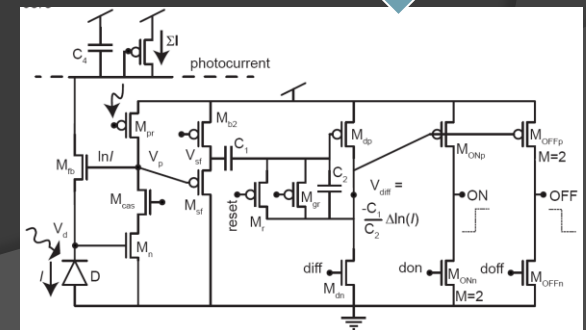 C4
ΣI
photocurrent
Mpr
Mb2
C1
Mfb
lnI
Vp
Vsf
Mdp
MONp
MOFFp
M=2
C2
Mcas
Msf
reset
Mr
Mgr
Vdiff =
-C1
C2
Δln(I)
ON
OFF
Vd
Mn
I
D
diff
Mdn
don
MONn
M=2
doff
MOFFn